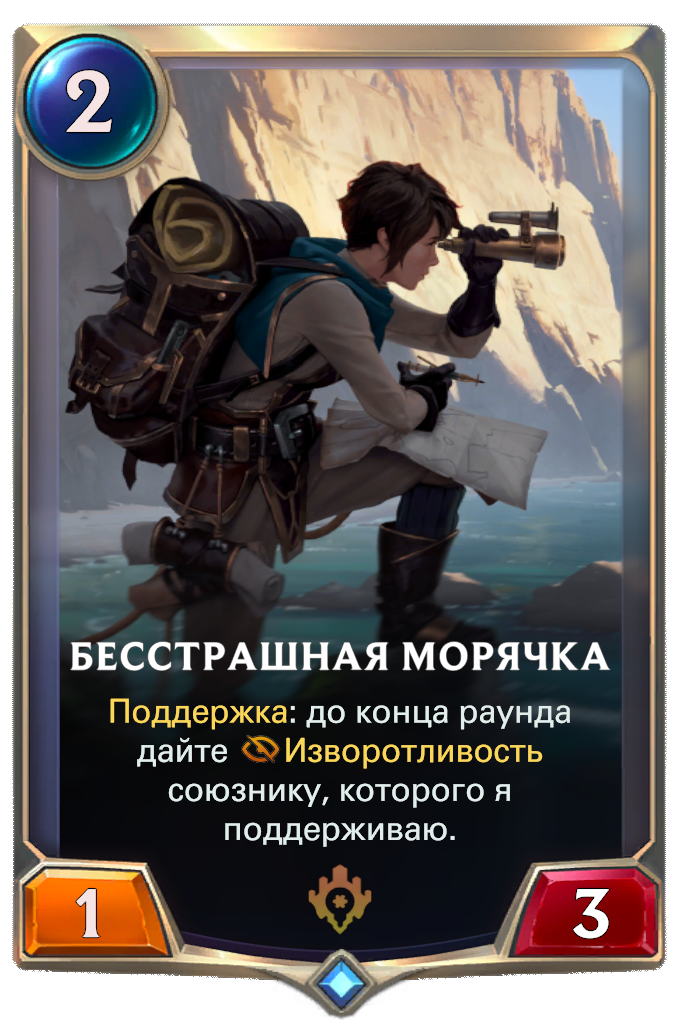 2
БЕССТРАШНАЯ МОРЯЧКА
Поддержка: до конца раунда
дайте Изворотливость
союзнику, которого я
поддерживаю.
1
3